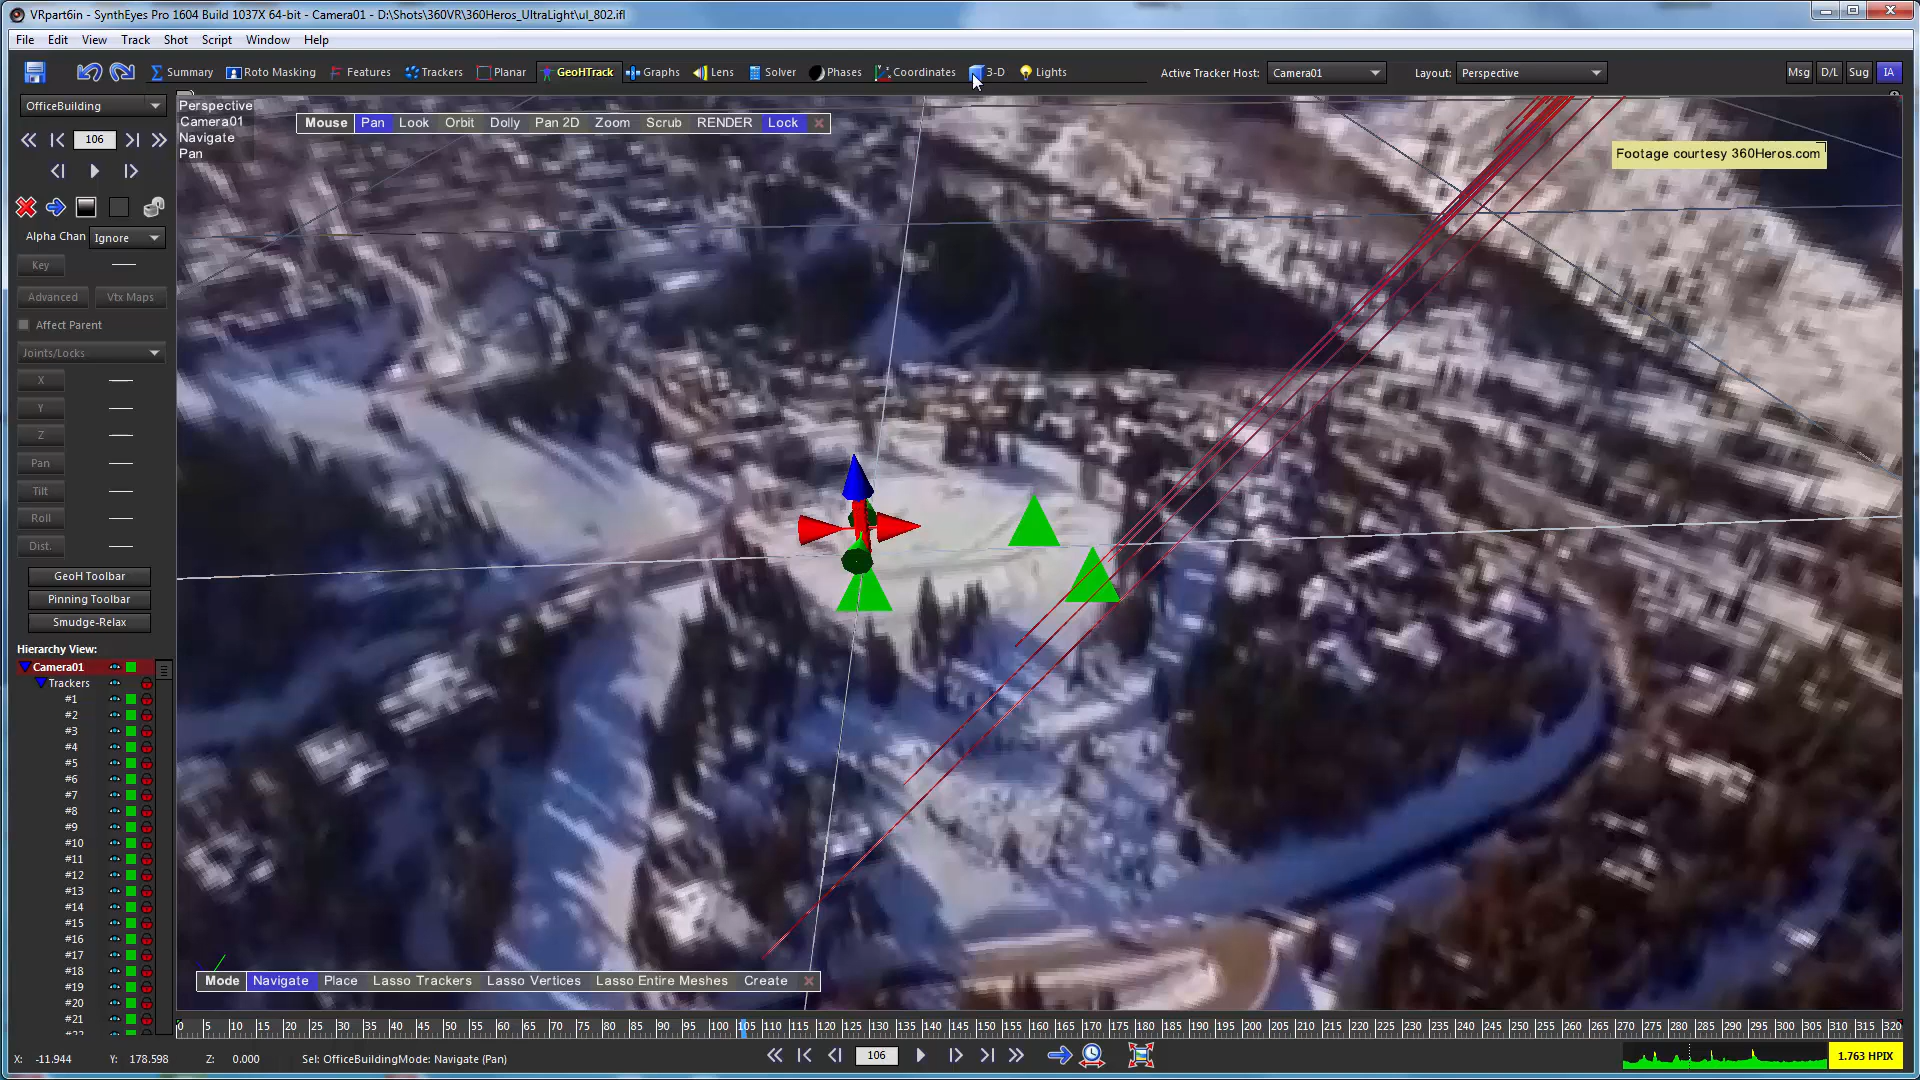 VRpart6in - SynthEyes Pro 1604 Build 1037X 64-bit - Camera01 - D:\Shots\360VR\360Heros_UltraLight\ul_802.ifl
File Edit View Track Shot Script Window Help
Summary Roto Masking Features Trackers Planar GeoHTrack Graphs Lens Solver Phases Coordinates 3-D Lights Active Tracker Host: Camera01 Layout: Perspective Msg D/L Sug IA
OfficeBuilding
106
Alpha Chan Ignore
Key
Advanced Vtx Maps
Affect Parent
Joints/Locks
X
Y
Z
Pan
Tilt
Roll
Dist.
GeoH Toolbar
Pinning Toolbar
Smudge-Relax
Hierarchy View:
Camera01
Trackers
#1
#2
#3
#4
#5
#6
#7
#8
#9
#10
#11
#12
#13
#14
#15
#16
#17
#18
#19
#20
#21
Perspective
Camera01
Navigate
Pan
Mouse Pan Look Orbit Dolly Pan 2D Zoom Scrub RENDER Lock
Footage courtesy 360Heros.com
Mode Navigate Place Lasso Trackers Lasso Vertices Lasso Entire Meshes Create
0 5 10 15 20 25 30 35 40 45 50 55 60 65 70 75 80 85 90 95 100 105 110 115 120 125 130 135 140 145 150 155 160 165 170 175 180 185 190 195 200 205 210 215 220 225 230 235 240 245 250 255 260 265 270 275 280 285 290 295 300 305 310 315 320
X: -11.944 Y: 178.598 Z: 0.000 Sel: OfficeBuildingMode: Navigate (Pan) 106 1.763 HPIX